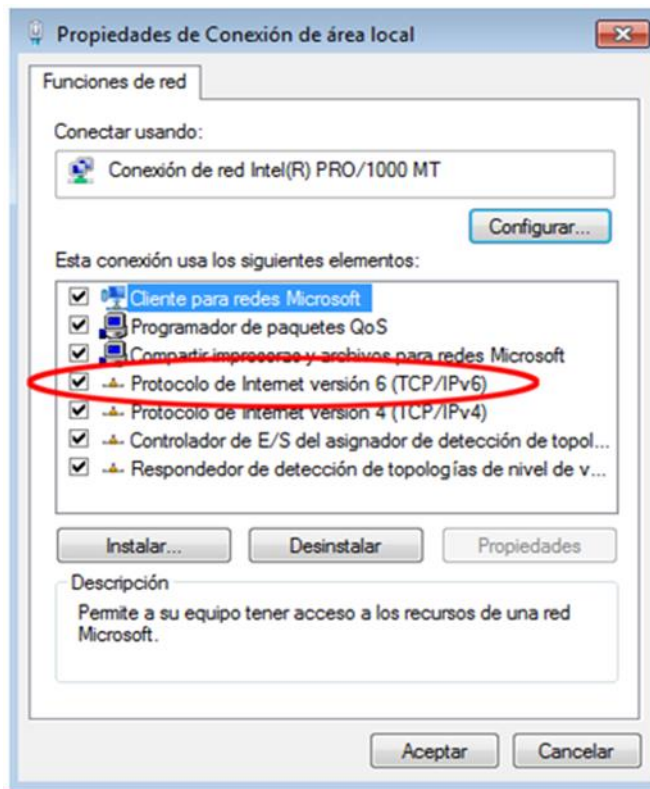 Propiedades de Conexión de área local
Funciones de red
Conectar usando:
Conexión de red Intel(R) PRO/1000 MT
Configurar...
Esta conexión usa los siguientes elementos:
Cliente para redes Microsoft
Programador de paquetes QoS
Compartir impresoras y archivos para redes Microsoft
Protocolo de Internet versión 6 (TCP/IPv6)
Protocolo de Internet versión 4 (TCP/IPv4)
Controlador de E/S del asignador de detección de topol...
Respondedor de detección de topologías de nivel de v...
Instalar...
Desinstalar
Propiedades
Descripción
Permite a su equipo tener acceso a los recursos de una red
Microsoft.
Aceptar
Cancelar